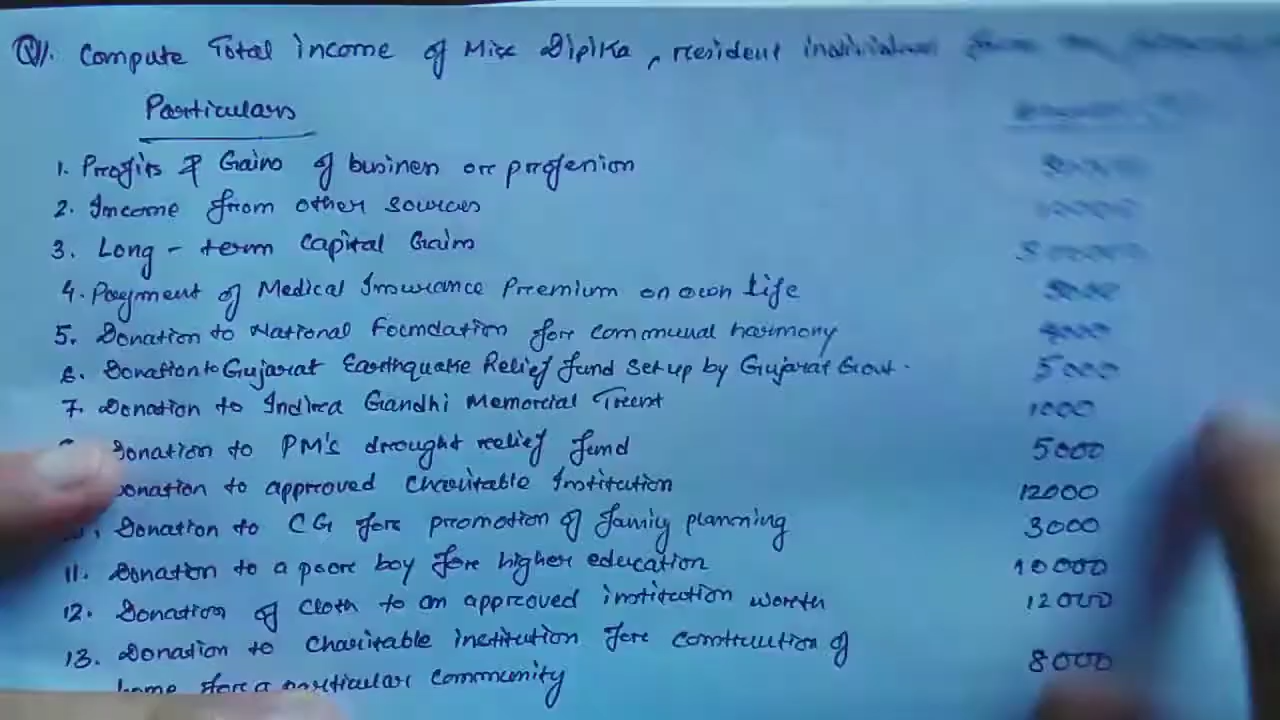 Q1. Compute Total income of Miss Dipika, resident individual from
Particulars
1. Profits & Gains of business or profession
2. Income from other sources
3. Long - term Capital Gain
4. Payment of Medical Insurance Premium on own life
5. Donation to National Foundation for communal harmony 4000
6. Donation to Gujarat Earthquake Relief fund set up by Gujarat Govt. 5000
7. Donation to Indira Gandhi Memorial Trust 1000
Donation to PM's drought relief fund 5000
Donation to approved charitable Institution 12000
Donation to CG for promotion of family planning 3000
11. Donation to a poor boy for higher education 10000
12. Donation of cloth to an approved institution worth 12000
13. Donation to Charitable institution for construction of 8000
home for a particular community